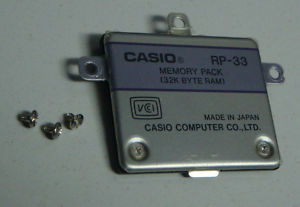 CASIO® RP-33
MEMORY PACK
(32K BYTE RAM)
VCI
MADE IN JAPAN
CASIO COMPUTER CO.,LTD.